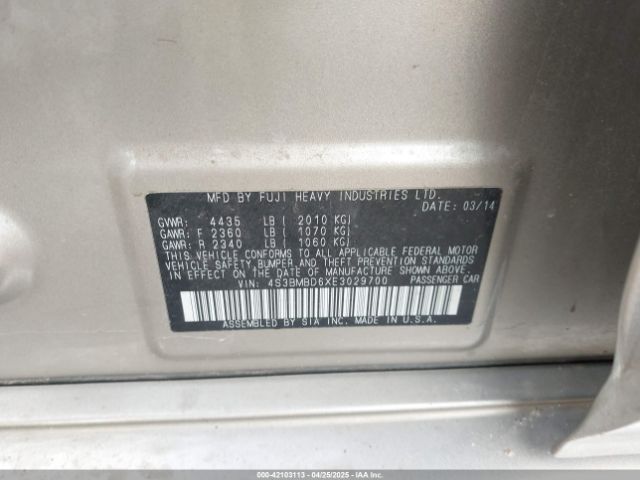 MFD BY FUJI HEAVY INDUSTRIES LTD.
DATE: 03/14
GVWR: 4435 LB ( 2010 KG)
GAWR: F 2360 LB ( 1070 KG)
GAWR: R 2340 LB ( 1060 KG)
THIS VEHICLE CONFORMS TO ALL APPLICABLE FEDERAL MOTOR
VEHICLE SAFETY, BUMPER AND THEFT PREVENTION STANDARDS
IN EFFECT ON THE DATE OF MANUFACTURE SHOWN ABOVE.
VIN: 4S3BMBD6XE3029700 PASSENGER CAR
ASSEMBLED BY SIA INC. MADE IN U.S.A.
000-42103113 - 04/25/2025 - IAAI.COM